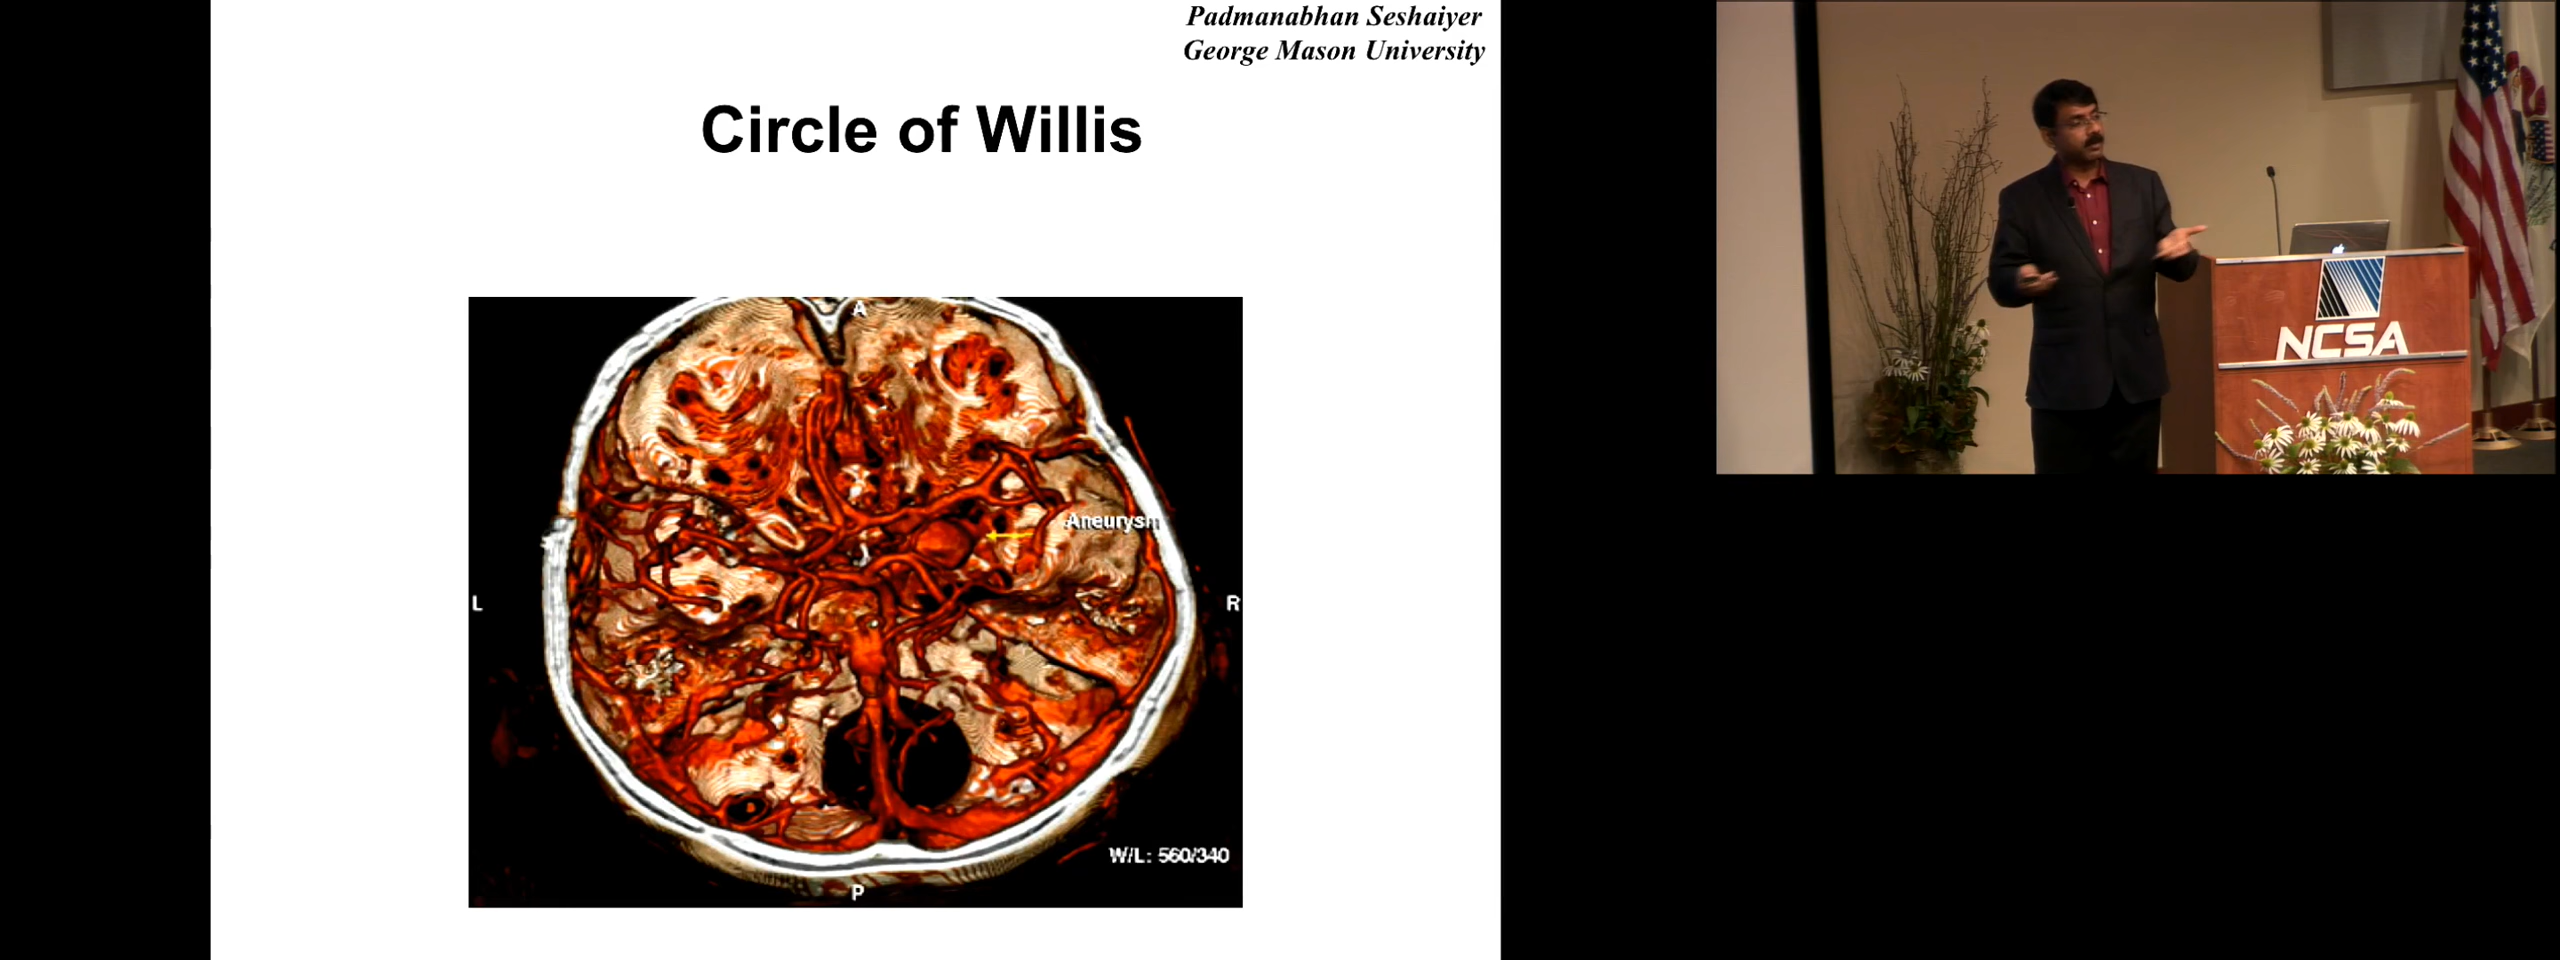 Padmanabhan Seshaiyer
George Mason University
Circle of Willis
A
Aneurysm
L
R
W/L: 560/340
P
NCSA